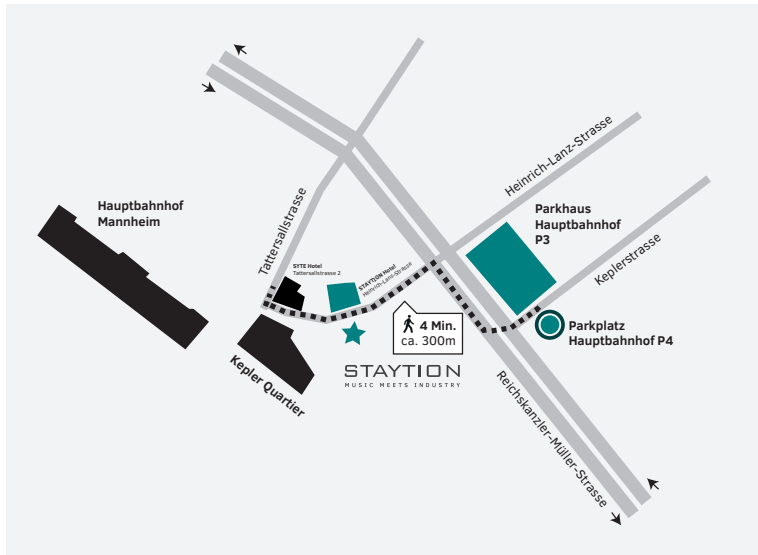 Hauptbahnhof
Mannheim
Tattersallstrasse
SYTE Hotel
Tattersallstrasse 2
STAYTION Hotel
Heinrich-Lanz-Strasse
Heinrich-Lanz-Strasse
Parkhaus
Hauptbahnhof
P3
Keplerstrasse
4 Min.
ca. 300m
Parkplatz
Hauptbahnhof P4
Kepler Quartier
STAYTION
MUSIC MEETS INDUSTRY
Reichskanzler-Müller-Strasse